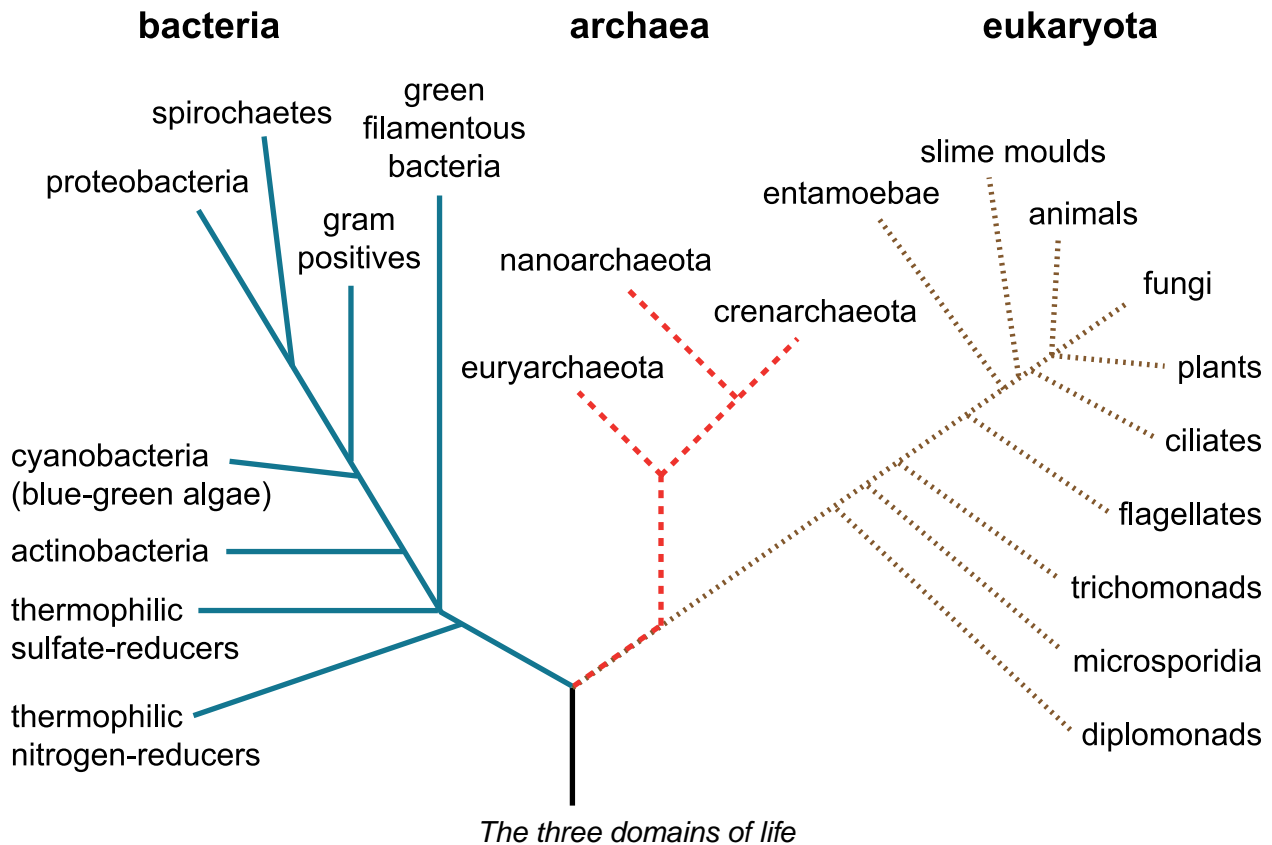 bacteria
archaea
eukaryota
spirochaetes
proteobacteria
gram
positives
green
filamentous
bacteria
cyanobacteria
(blue-green algae)
actinobacteria
thermophilic
sulfate-reducers
thermophilic
nitrogen-reducers
nanoarchaeota
crenarchaeota
euryarchaeota
entamoebae
slime moulds
animals
fungi
plants
ciliates
flagellates
trichomonads
microsporidia
diplomonads
The three domains of life